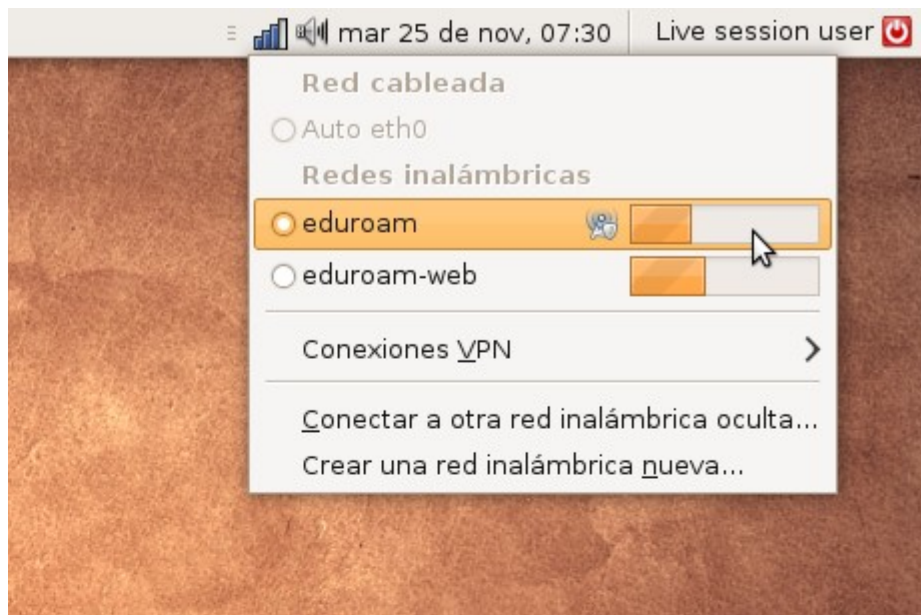 mar 25 de nov, 07:30 Live session user
Red cableada
Auto eth0
Redes inalámbricas
eduroam
eduroam-web
Conexiones VPN
Conectar a otra red inalámbrica oculta...
Crear una red inalámbrica nueva...